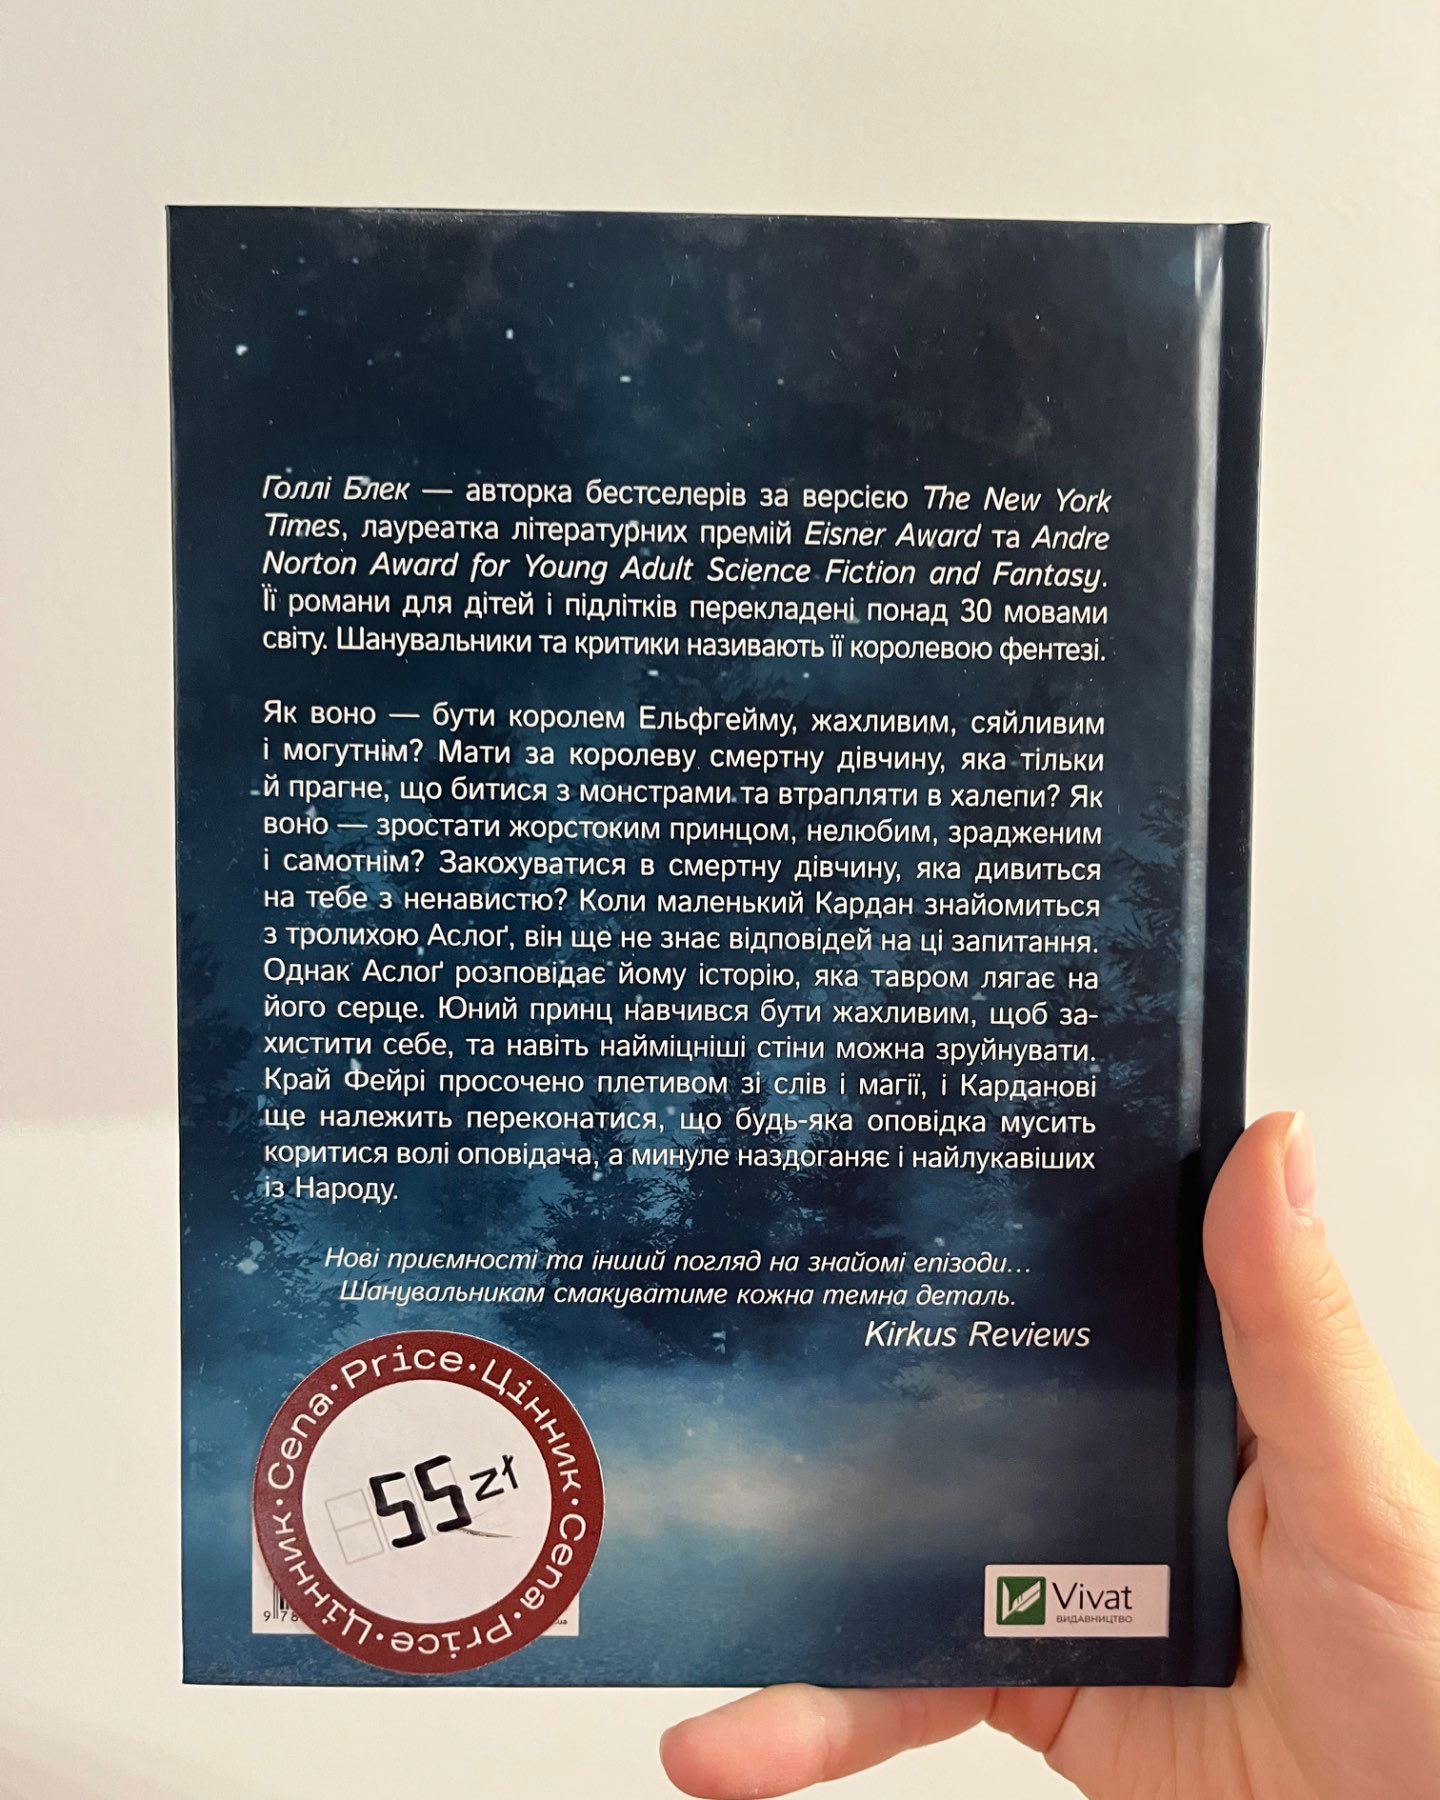 Голлі Блек — авторка бестселерів за версією The New York
Times, лауреатка літературних премій Eisner Award та Andre
Norton Award for Young Adult Science Fiction and Fantasy.
Її романи для дітей і підлітків перекладені понад 30 мовами
світу. Шанувальники та критики називають її королевою фентезі.
Як воно — бути королем Ельфгейму, жахливим, сяйливим
і могутнім? Мати за королеву смертну дівчину, яка тільки
й прагне, що битися з монстрами та втрапляти в халепи? Як
воно — зростати жорстоким принцом, нелюбим, зрадженим
і самотнім? Закохуватися в смертну дівчину, яка дивиться
на тебе з ненавистю? Коли маленький Кардан знайомиться
з тролихою Аслоґ, він ще не знає відповідей на ці запитання.
Однак Аслоґ розповідає йому історію, яка тавром лягає на
його серце. Юний принц навчився бути жахливим, щоб за-
хистити себе, та навіть найміцніші стіни можна зруйнувати.
Край Фейрі просочено плетивом зі слів і магії, і Карданові
ще належить переконатися, що будь-яка оповідка мусить
коритися волі оповідача, а минуле наздоганяє і найлукавіших
із Народу.
Нові приємності та інший погляд на знайомі епізоди...
Шанувальникам смакуватиме кожна темна деталь.
Kirkus Reviews
Cena · Price · Цінник · Cena · Price · Цінник ·
55 zł
9 78
Vivat
ВИДАВНИЦТВО